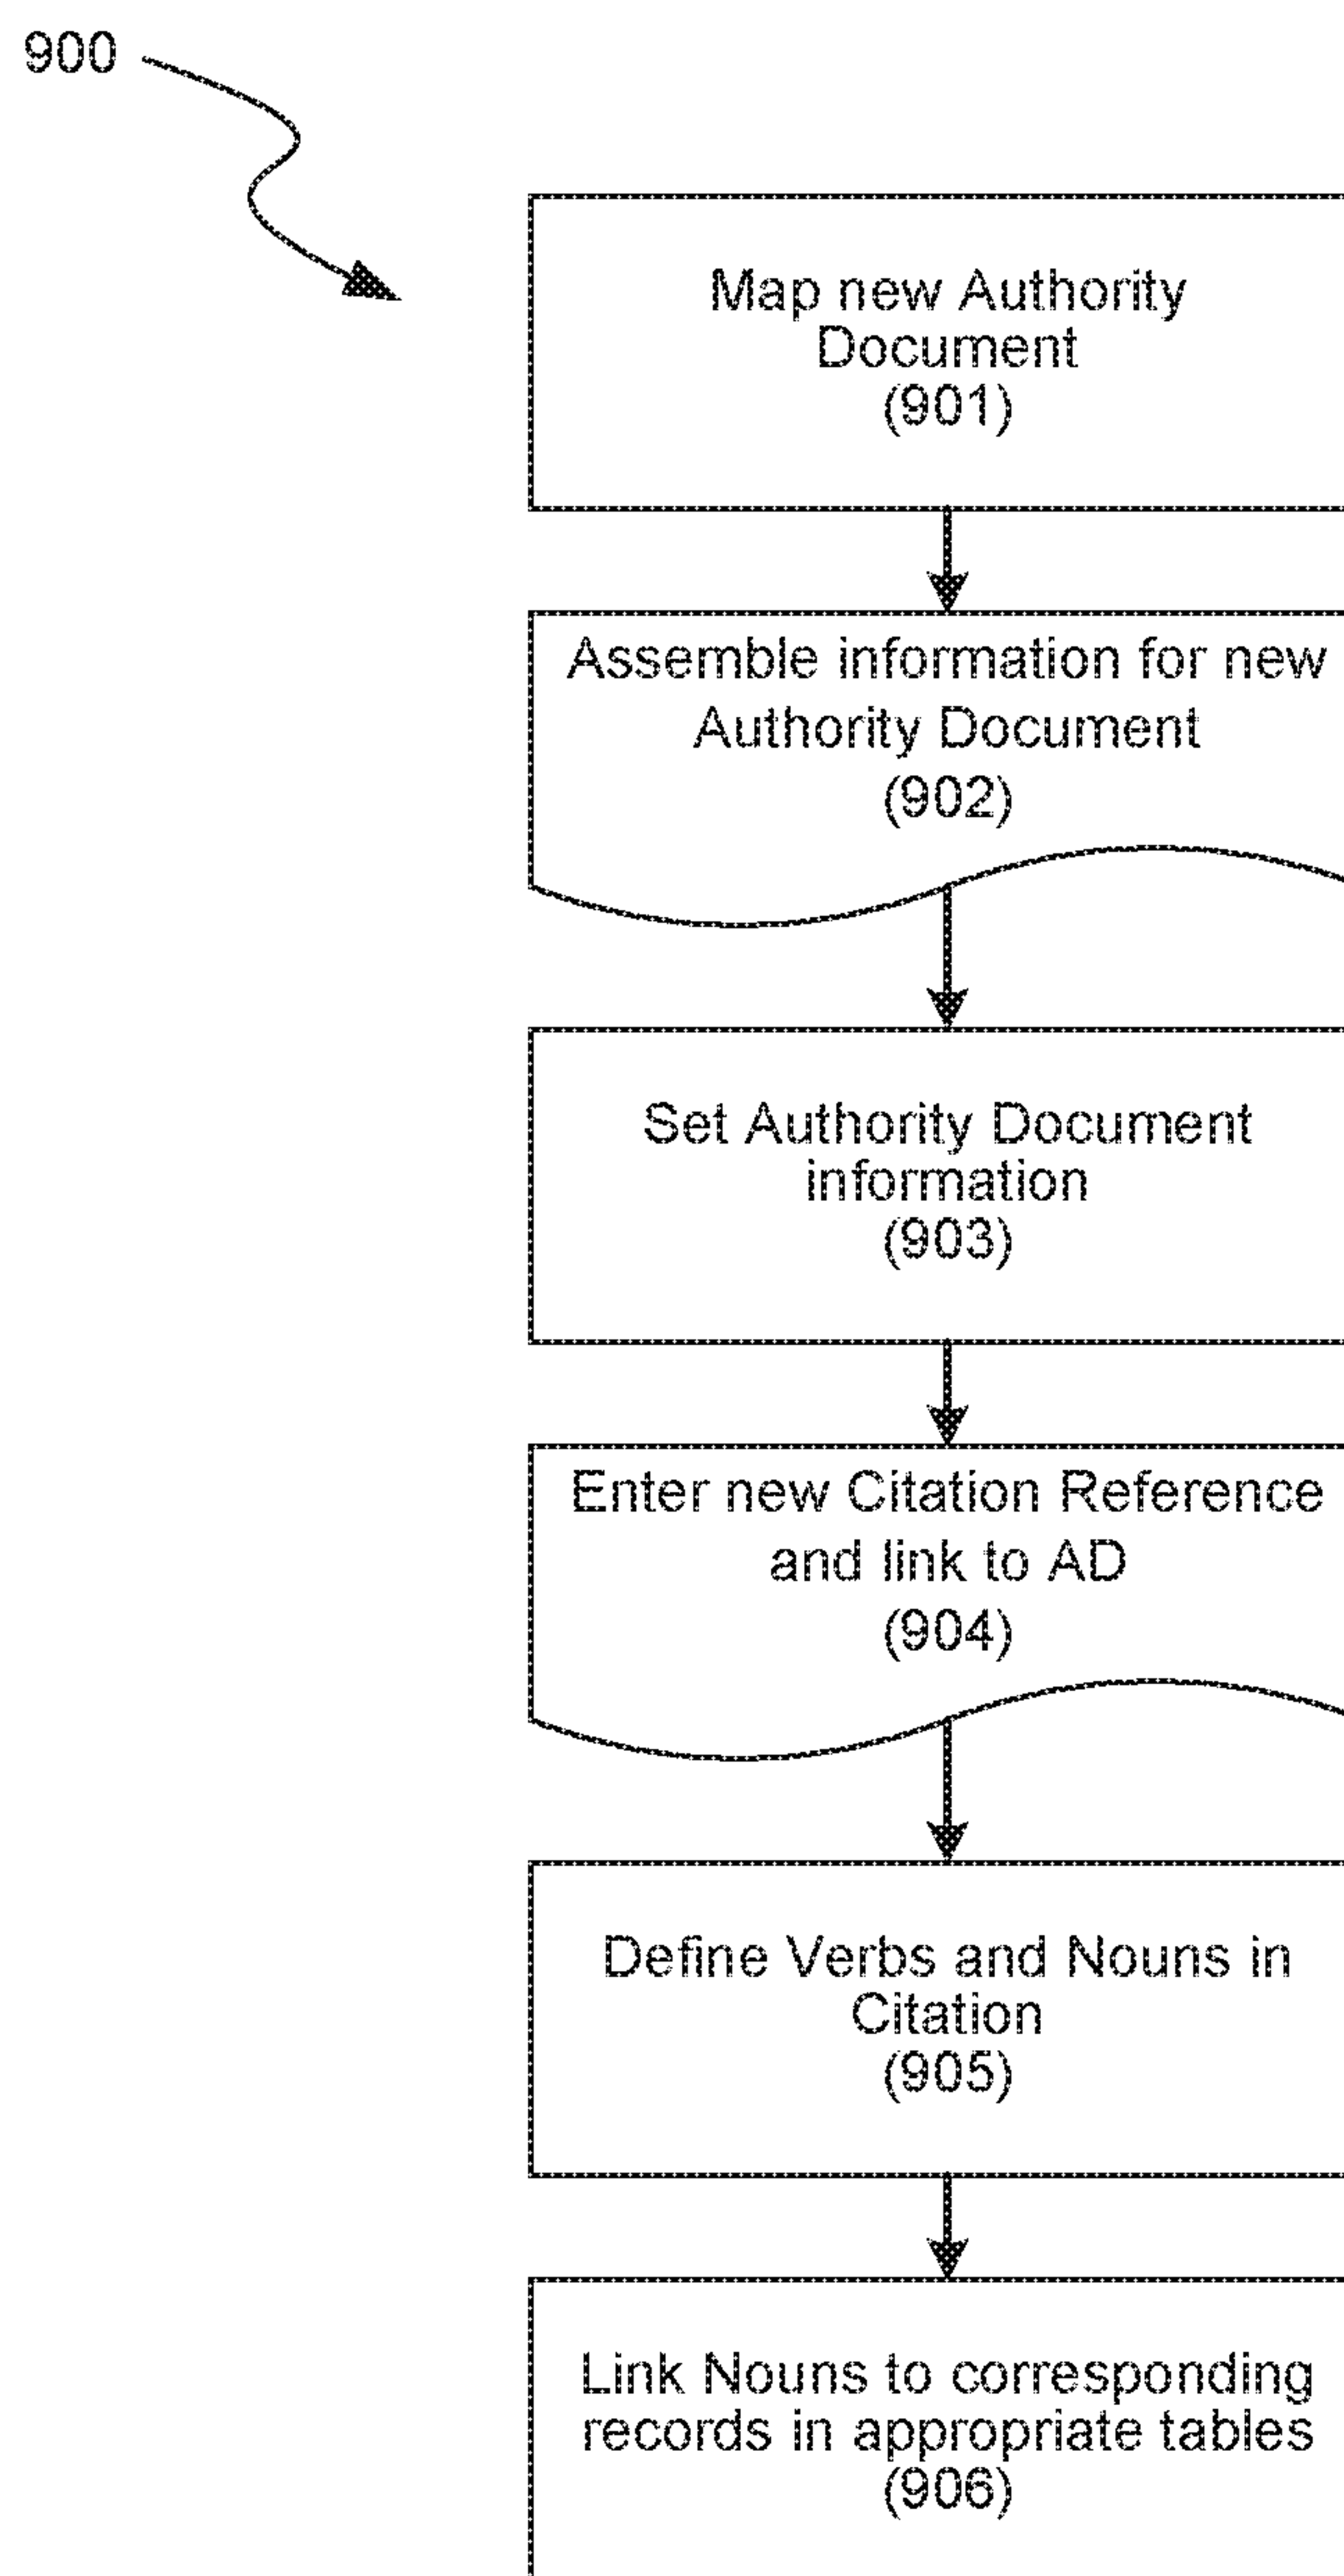 900
Map new Authority
Document
(901)
Assemble information for new
Authority Document
(902)
Set Authority Document
information
(903)
Enter new Citation Reference
and link to AD
(904)
Define Verbs and Nouns in
Citation
(905)
Link Nouns to corresponding
records in appropriate tables
(906)